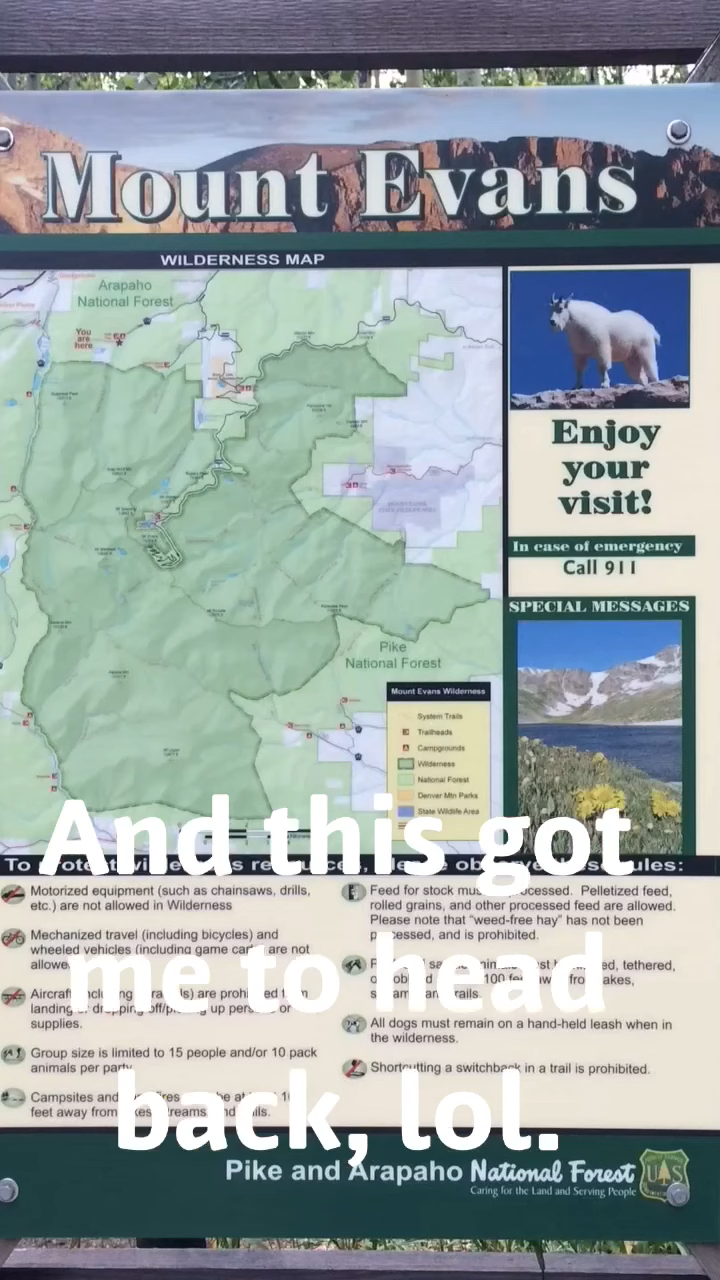 Mount Evans
WILDERNESS MAP
Arapaho
National Forest
You
are
here
Enjoy
your
visit!
In case of emergency
Call 911
SPECIAL MESSAGES
Pike
National Forest
Mount Evans Wilderness
System Trails
Trailheads
Campgrounds
Wilderness
National Forest
Denver Mtn Parks
State Wildlife Area
And this got
me to head
back, lol.
Motorized equipment (such as chainsaws, drills,
etc.) are not allowed in Wilderness
Mechanized travel (including bicycles) and
wheeled vehicles (including game carts) are not
Aircraft (including
supplies.
Group size is limited to 15 people and/or 10 pack
animals per party.
Campsites and
feet away from
Feed for stock must processed. Pelletized feed,
rolled grains, and other processed feed are allowed.
Please note that "weed-free hay" has not been
processed, and is prohibited.
All dogs must remain on a hand-held leash when in
the wilderness.
Shortcutting a switchback in a trail is prohibited.
Pike and Arapaho National Forest
Caring for the Land and Serving People